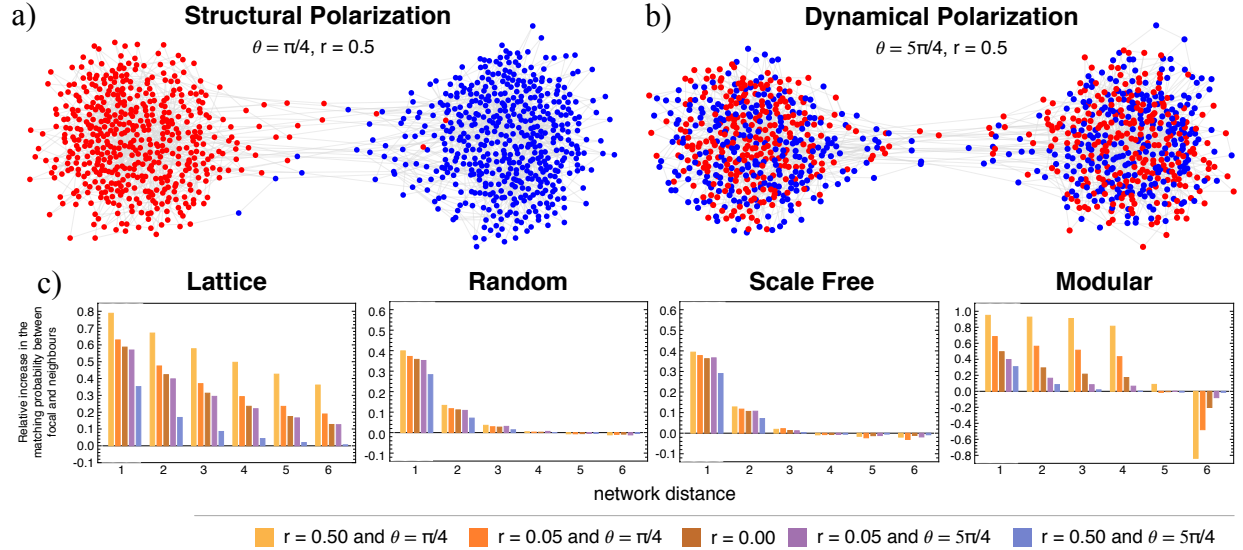 a)
Structural Polarization
θ = π/4, r = 0.5
b)
Dynamical Polarization
θ = 5π/4, r = 0.5
c)
Lattice
Random
Scale Free
Modular
Relative increase in the
matching probability between
focal and neighbours
0.8
0.7
0.6
0.5
0.4
0.3
0.2
0.1
0.0
-0.1
1 2 3 4 5 6
0.6
0.4
0.3
0.2
0.1
0.0
-0.1
1 2 3 4 5 6
0.6
0.4
0.3
0.2
0.1
0.0
-0.1
1 2 3 4 5 6
1.0
0.8
0.6
0.4
0.2
0.0
-0.2
-0.4
-0.6
-0.8
1 2 3 4 5 6
network distance
r = 0.50 and θ = π/4
r = 0.05 and θ = π/4
r = 0.00
r = 0.05 and θ = 5π/4
r = 0.50 and θ = 5π/4